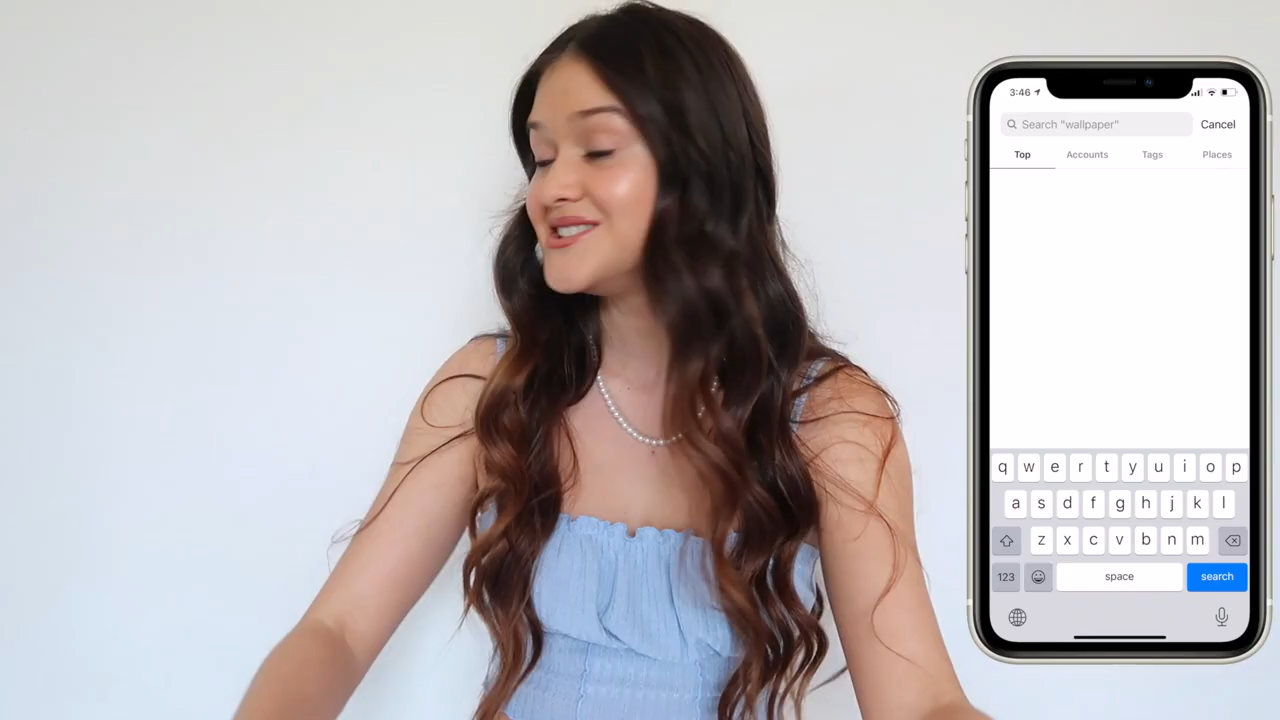 3:46
Search "wallpaper"
Cancel
Top
Accounts
Tags
Places
q w e r t y u i o p
a s d f g h j k l
z x c v b n m
123
space
search